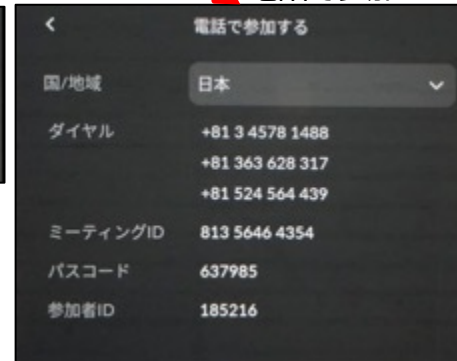 電話で参加する
国/地域 日本
ダイヤル +81 3 4578 1488
+81 363 628 317
+81 524 564 439
ミーティングID 813 5646 4354
パスコード 637985
参加者ID 185216